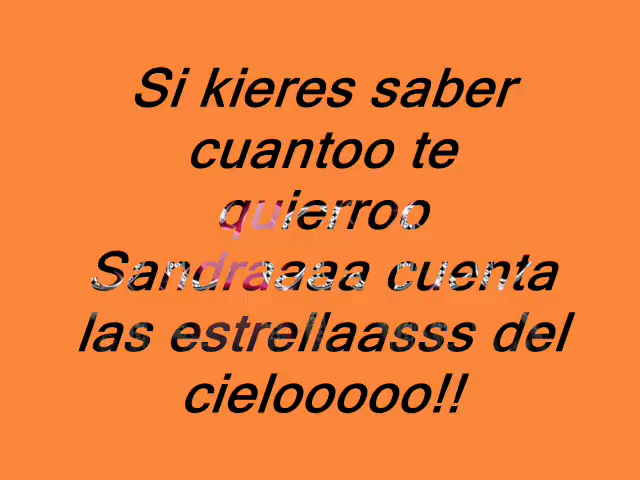 Si kieres saber
cuantoo te
quierroo
Sandraaaa cuenta
las estrellaasss del
cielooooo!!